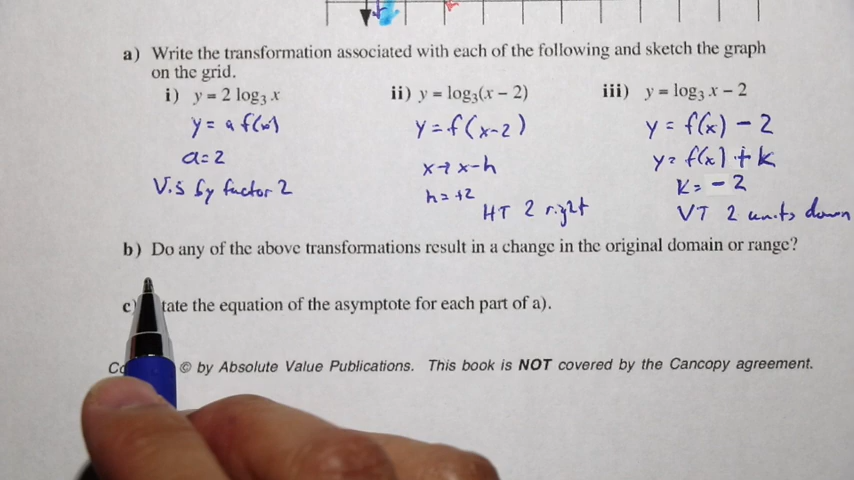 a) Write the transformation associated with each of the following and sketch the graph
on the grid.
i) y = 2 log₃ x
y = a f(x)
a = 2
V.S by factor 2
ii) y = log₃(x – 2)
y = f(x-2)
x → x-h
h = +2
HT 2 right
iii) y = log₃ x – 2
y = f(x) - 2
y = f(x) + k
K = - 2
VT 2 units down
b) Do any of the above transformations result in a change in the original domain or range?
c) tate the equation of the asymptote for each part of a).
© by Absolute Value Publications. This book is NOT covered by the Cancopy agreement.